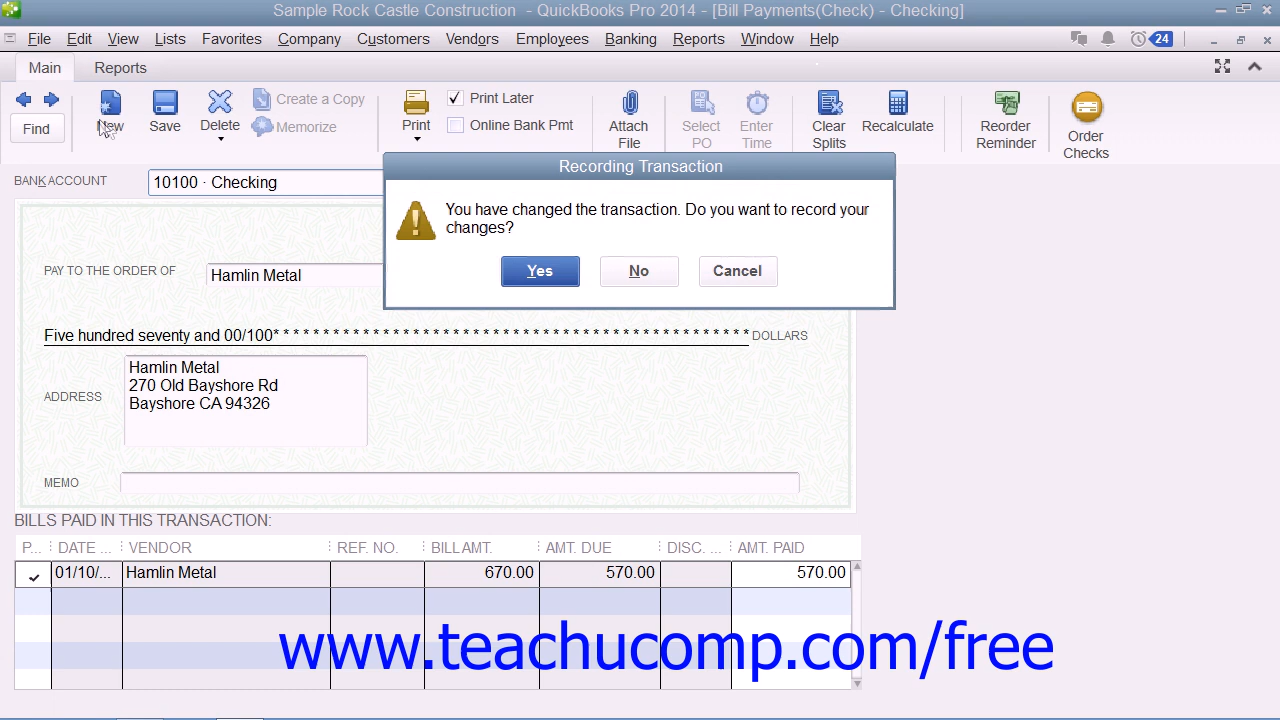 Sample Rock Castle Construction - QuickBooks Pro 2014 - [Bill Payments(Check) - Checking]
File Edit View Lists Favorites Company Customers Vendors Employees Banking Reports Window Help 24
Main Reports
Find
New
Save
Delete
Create a Copy
Memorize
Print
Print Later
Online Bank Pmt
Attach
File
Select
PO
Enter
Time
Clear
Splits
Recalculate
Reorder
Reminder
Order
Checks
BANK ACCOUNT 10100 · Checking
Recording Transaction
You have changed the transaction. Do you want to record your
changes?
Yes No Cancel
PAY TO THE ORDER OF Hamlin Metal
Five hundred seventy and 00/100* * * * * * * * * * * * * * * * * * * * * * * * * * * * * * * * * * * * * * * * * * * * * * * DOLLARS
ADDRESS
Hamlin Metal
270 Old Bayshore Rd
Bayshore CA 94326
MEMO
BILLS PAID IN THIS TRANSACTION:
P... DATE ... VENDOR REF. NO. BILL AMT. AMT. DUE DISC. ... AMT. PAID
01/10/... Hamlin Metal 670.00 570.00 570.00
www.teachucomp.com/free